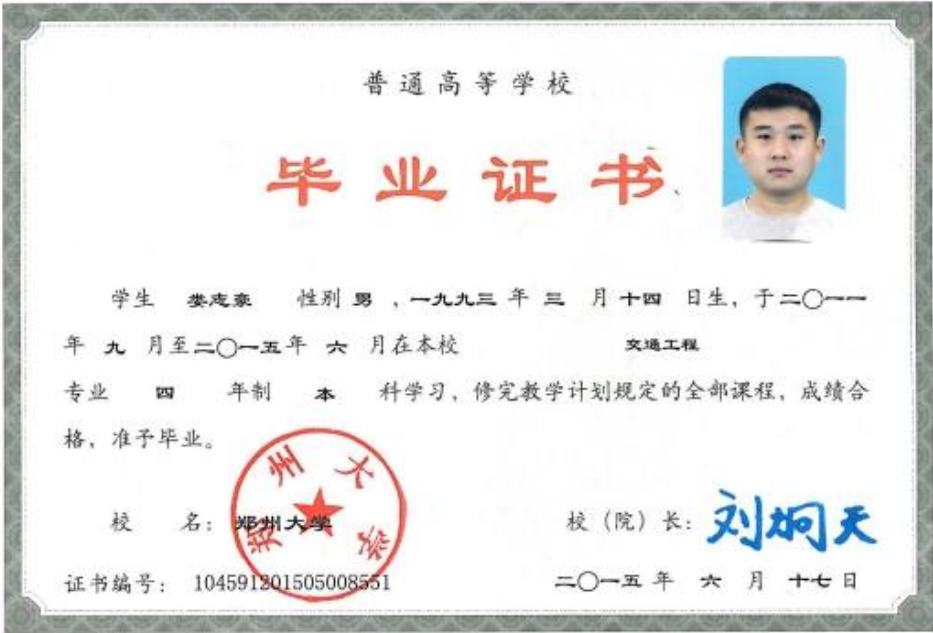 普通高等学校
毕业证书
学生 娄志豪 性别 男 ，一九九三 年 三 月 十四 日生，于二〇一一
年 九 月至二〇一五年 六 月在本校 交通工程
专业 四 年制 本 科学习，修完教学计划规定的全部课程，成绩合
格，准予毕业。
郑州大学
校 名： 郑州大学 校（院）长： 刘炯天
证书编号： 104591201505008551 二〇一五 年 六 月 十七 日